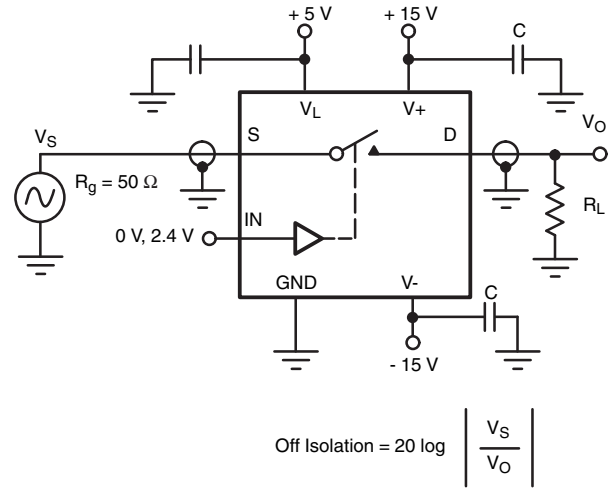 + 5 V
+ 15 V
C
V_L
V+
V_S
S
D
V_O
R_g = 50 Ω
R_L
0 V, 2.4 V
IN
GND
V-
C
- 15 V
Off Isolation = 20 log | V_S / V_O |